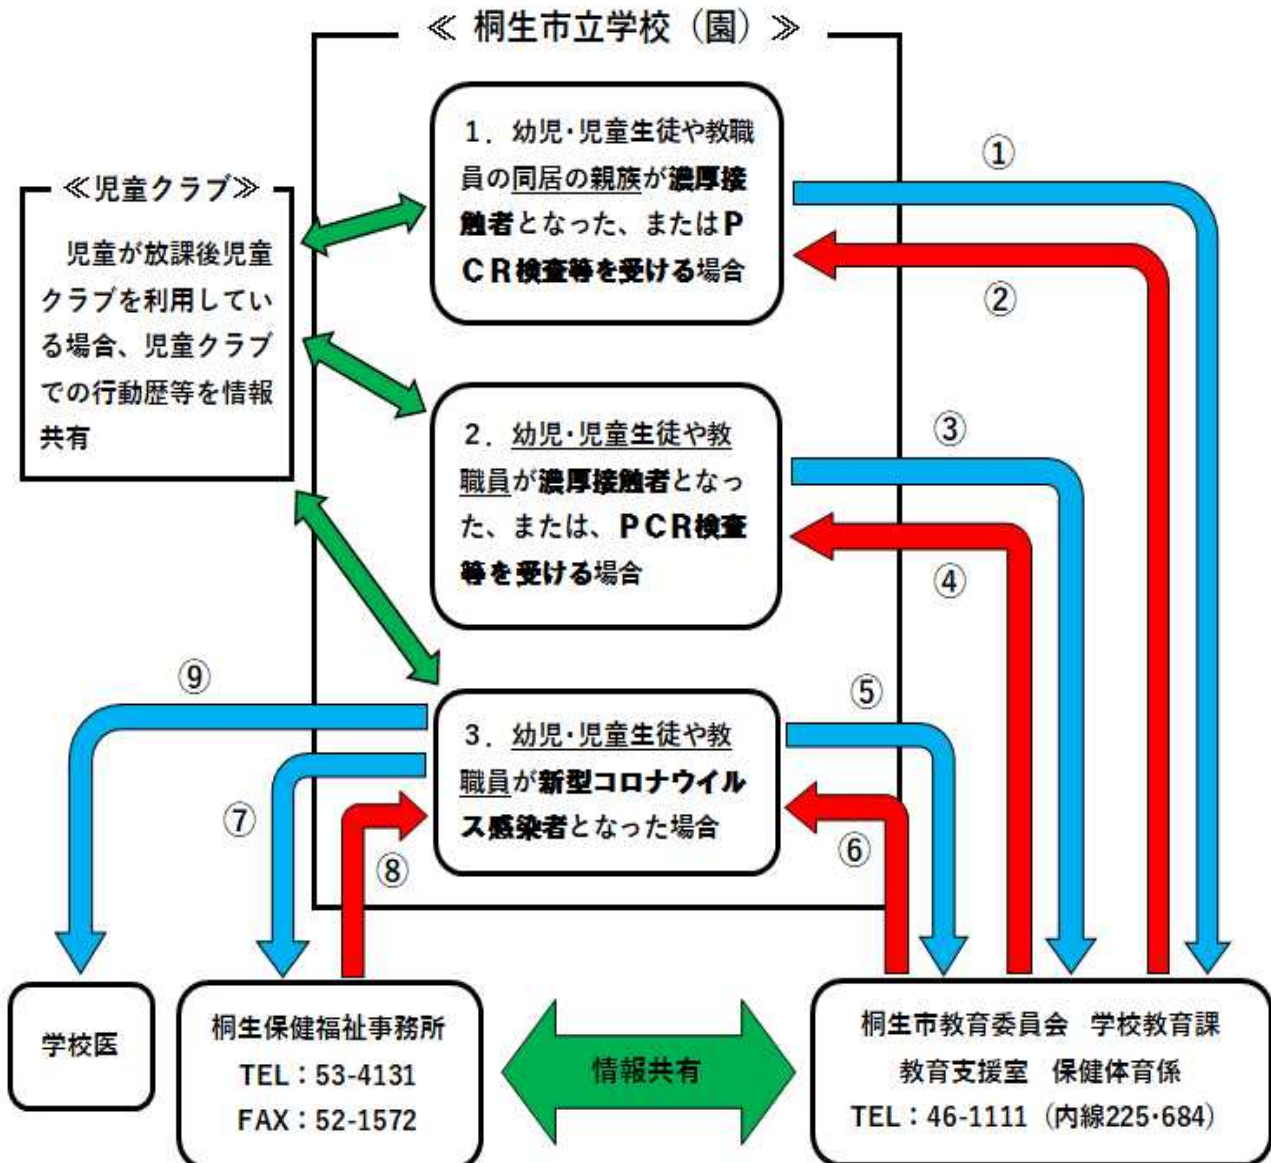 ≪ 桐生市立学校（園）≫
1．幼児・児童生徒や教職
員の同居の親族が濃厚接
触者となった、またはP
CR検査等を受ける場合
①
②
≪児童クラブ≫
児童が放課後児童
クラブを利用してい
る場合、児童クラブ
での行動歴等を情報
共有
2．幼児・児童生徒や教
職員が濃厚接触者となっ
た、または、PCR検査
等を受ける場合
③
④
3．幼児・児童生徒や教
職員が新型コロナウイル
ス感染者となった場合
⑤
⑥
⑨
⑦
⑧
学校医
桐生保健福祉事務所
TEL：53-4131
FAX：52-1572
情報共有
桐生市教育委員会　学校教育課
教育支援室　保健体育係
TEL：46-1111（内線225・684）